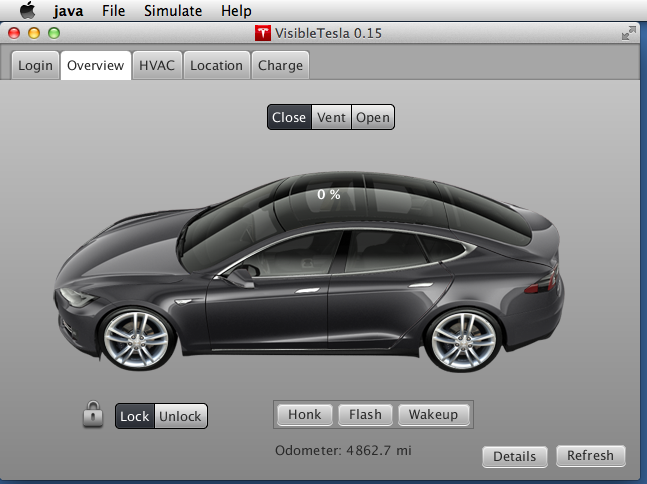 java File Simulate Help
VisibleTesla 0.15
Login Overview HVAC Location Charge
Close Vent Open
0 %
Lock Unlock
Honk Flash Wakeup
Odometer: 4862.7 mi
Details Refresh